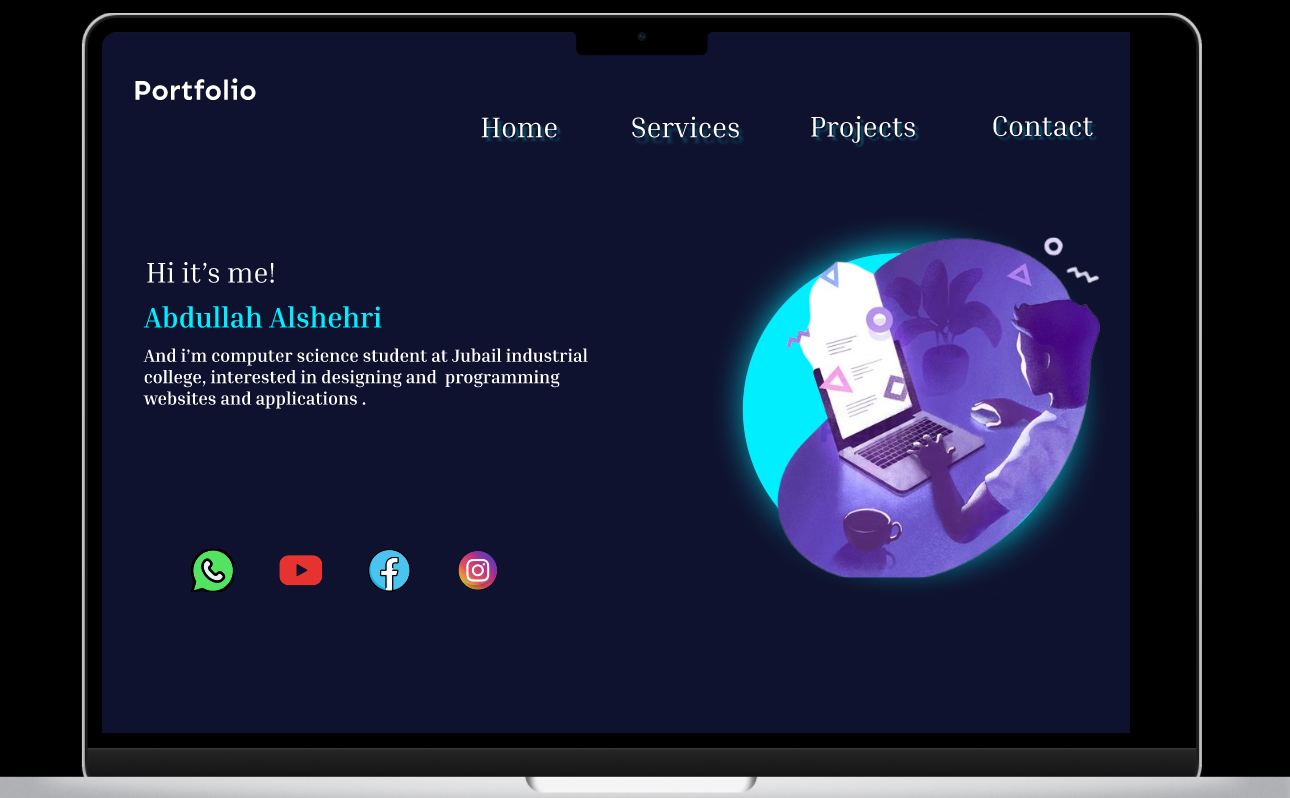 Portfolio
Home Services Projects Contact
Hi it’s me!
Abdullah Alshehri
And i’m computer science student at Jubail industrial
college, interested in designing and  programming
websites and applications .